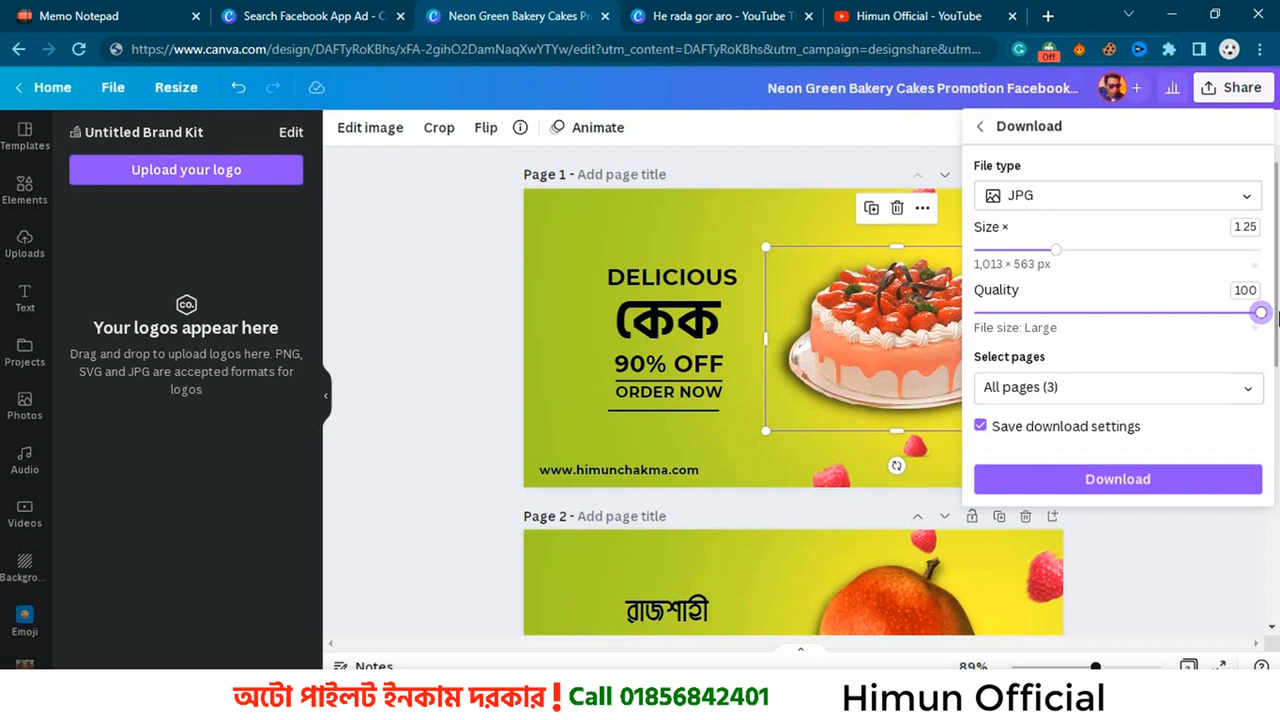 Memo Notepad
Search Facebook App Ad - C
Neon Green Bakery Cakes Pr
He rada gor aro - YouTube T
Himun Official - YouTube
https://www.canva.com/design/DAFTyRoKBhs/xFA-2gihO2DamNaqXwYTYw/edit?utm_content=DAFTyRoKBhs&utm_campaign=designshare&utm...
Off
Home
File
Resize
Neon Green Bakery Cakes Promotion Facebook...
Share
Templates
Elements
Uploads
Text
Projects
Photos
Audio
Videos
Backgro...
Emoji
Untitled Brand Kit
Edit
Upload your logo
CO.
Your logos appear here
Drag and drop to upload logos here. PNG,
SVG and JPG are accepted formats for
logos
Edit image
Crop
Flip
Animate
Page 1 - Add page title
DELICIOUS
কেক
90% OFF
ORDER NOW
www.himunchakma.com
Page 2 - Add page title
রাজশাহী
Download
File type
JPG
Size ×
1.25
1,013 × 563 px
Quality
100
File size: Large
Select pages
All pages (3)
Save download settings
Download
Notes
89%
অটো পাইলট ইনকাম দরকার! Call 01856842401
Himun Official